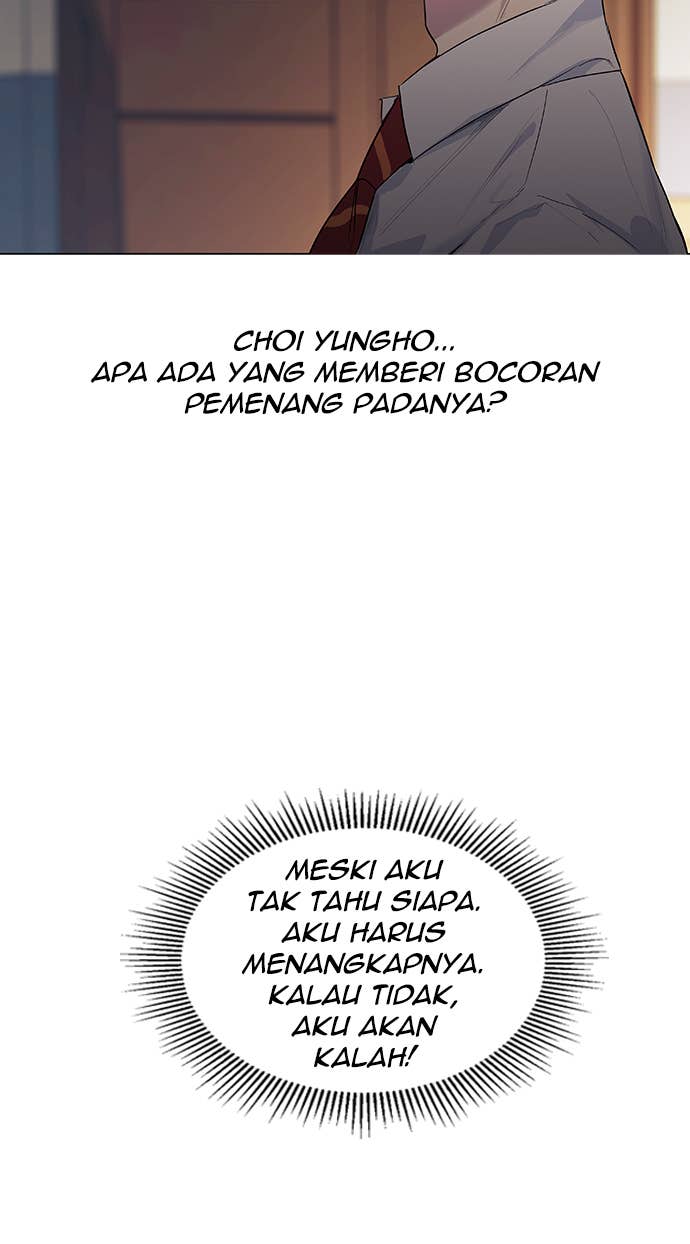 CHOI YUNGHO...
APA ADA YANG MEMBERI BOCORAN
PEMENANG PADANYA?
MESKI AKU
TAK TAHU SIAPA.
AKU HARUS
MENANGKAPNYA.
KALAU TIDAK,
AKU AKAN
KALAH!